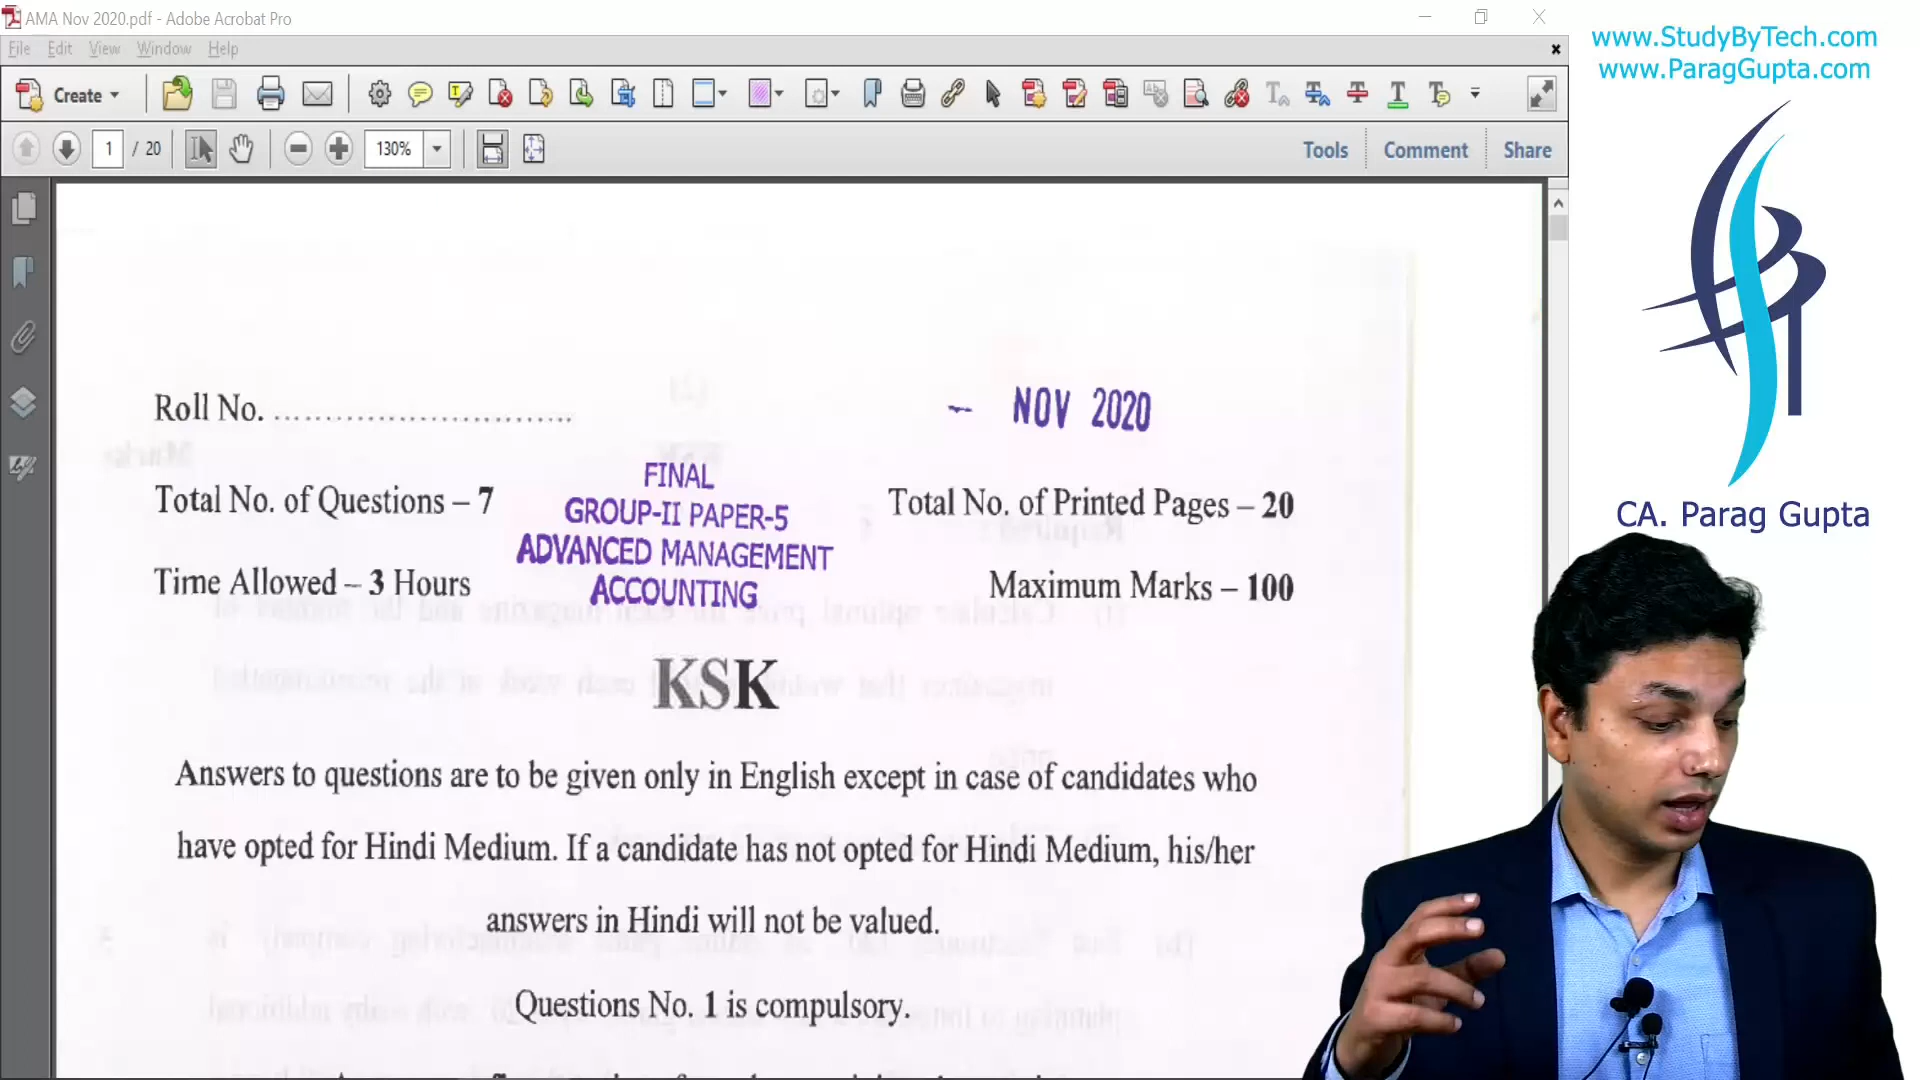 AMA Nov 2020.pdf - Adobe Acrobat Pro
File Edit View Window Help
Create
1 / 20 130% Tools Comment Share
www.StudyByTech.com
www.ParagGupta.com
CA. Parag Gupta
Roll No. ..............................
- NOV 2020
FINAL
GROUP-II PAPER-5
ADVANCED MANAGEMENT
ACCOUNTING
Total No. of Questions – 7
Total No. of Printed Pages – 20
Time Allowed – 3 Hours
Maximum Marks – 100
KSK
Answers to questions are to be given only in English except in case of candidates who
have opted for Hindi Medium. If a candidate has not opted for Hindi Medium, his/her
answers in Hindi will not be valued.
Questions No. 1 is compulsory.